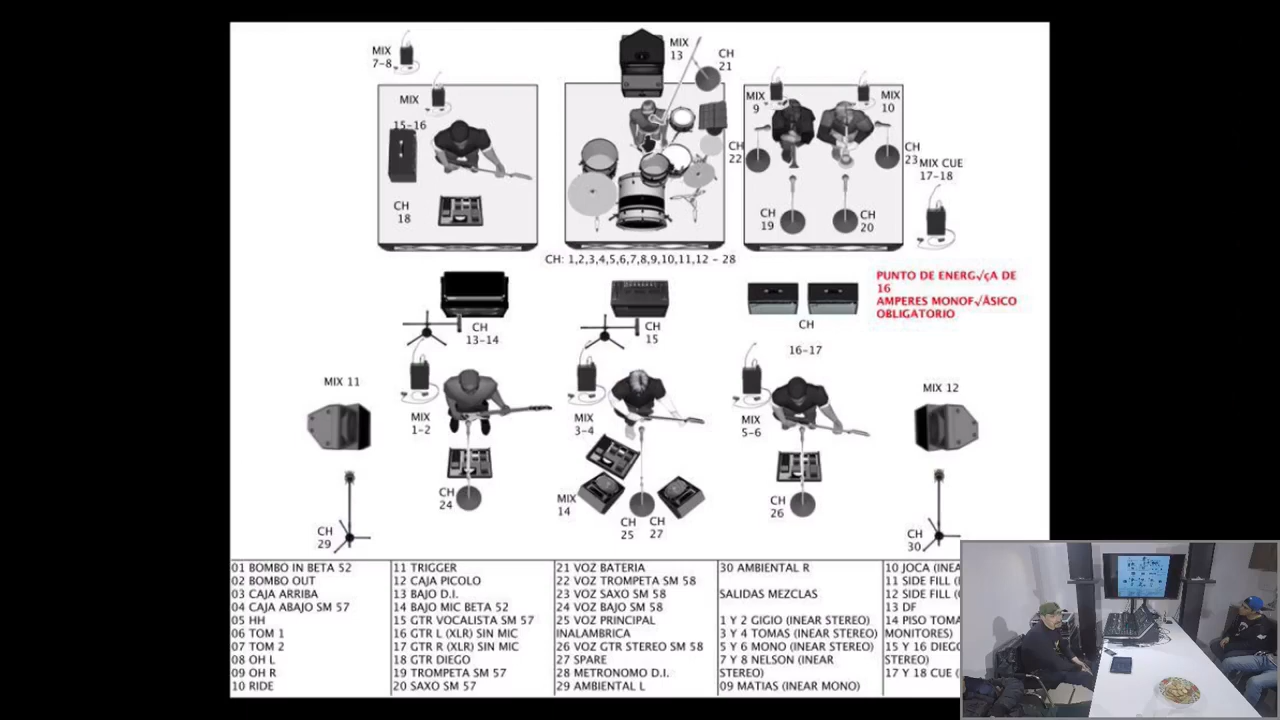 MIX
7-8
MIX
15-16
CH
18
MIX
13
CH
21
CH
22
MIX
9
MIX
10
CH
23
MIX CUE
17-18
CH
19
CH
20
CH: 1,2,3,4,5,6,7,8,9,10,11,12 - 28
PUNTO DE ENERG√çA DE
16
AMPERES MONOF√ÅSICO
OBLIGATORIO
CH
13-14
CH
15
CH
16-17
MIX 11
MIX
1-2
MIX
3-4
MIX
5-6
MIX 12
CH
24
MIX
14
CH
25
CH
27
CH
26
CH
29
CH
30
01 BOMBO IN BETA 52
02 BOMBO OUT
03 CAJA ARRIBA
04 CAJA ABAJO SM 57
05 HH
06 TOM 1
07 TOM 2
08 OH L
09 OH R
10 RIDE
11 TRIGGER
12 CAJA PICOLO
13 BAJO D.I.
14 BAJO MIC BETA 52
15 GTR VOCALISTA SM 57
16 GTR L (XLR) SIN MIC
17 GTR R (XLR) SIN MIC
18 GTR DIEGO
19 TROMPETA SM 57
20 SAXO SM 57
21 VOZ BATERIA
22 VOZ TROMPETA SM 58
23 VOZ SAXO SM 58
24 VOZ BAJO SM 58
25 VOZ PRINCIPAL
INALAMBRICA
26 VOZ GTR STEREO SM 58
27 SPARE
28 METRONOMO D.I.
29 AMBIENTAL L
30 AMBIENTAL R
SALIDAS MEZCLAS
1 Y 2 GIGIO (INEAR STEREO)
3 Y 4 TOMAS (INEAR STEREO)
5 Y 6 MONO (INEAR STEREO)
7 Y 8 NELSON (INEAR
STEREO)
09 MATIAS (INEAR MONO)
10 JOCA (INEA
11 SIDE FILL (
12 SIDE FILL (
13 DF
14 PISO TOMA
MONITORES)
15 Y 16 DIEGO
STEREO)
17 Y 18 CUE (